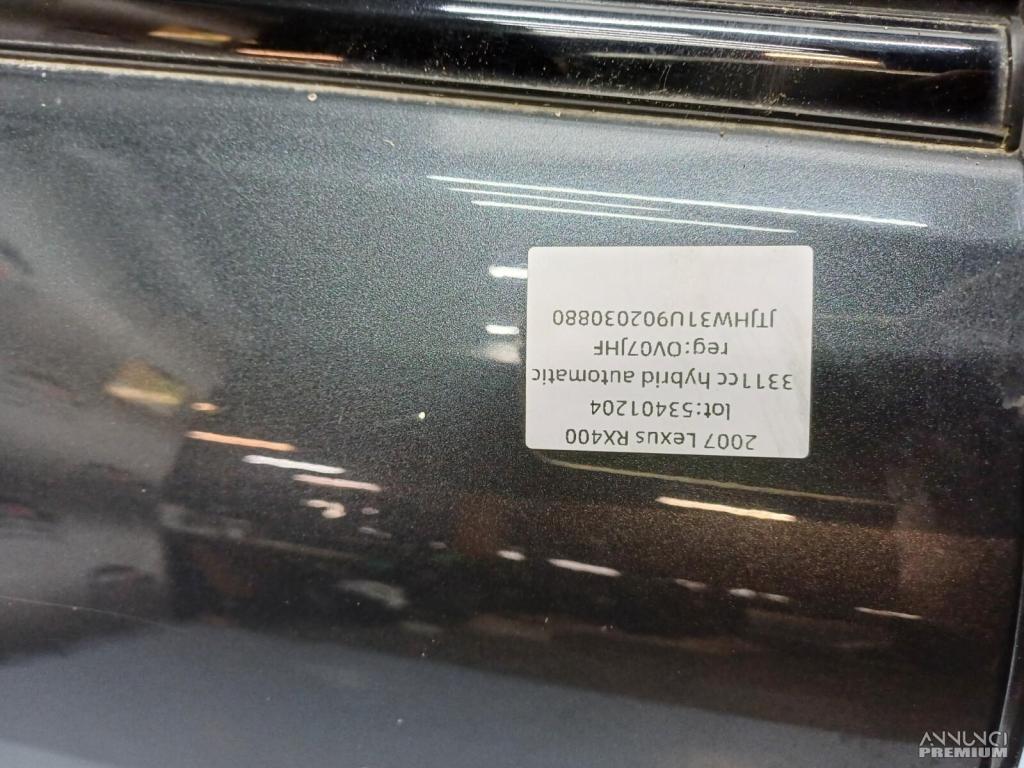 2007 Lexus RX400
lot:53401204
3311cc hybrid automatic
reg:OV07JHF
JTJHW31U902030880
ANNUNCI
PREMIUM